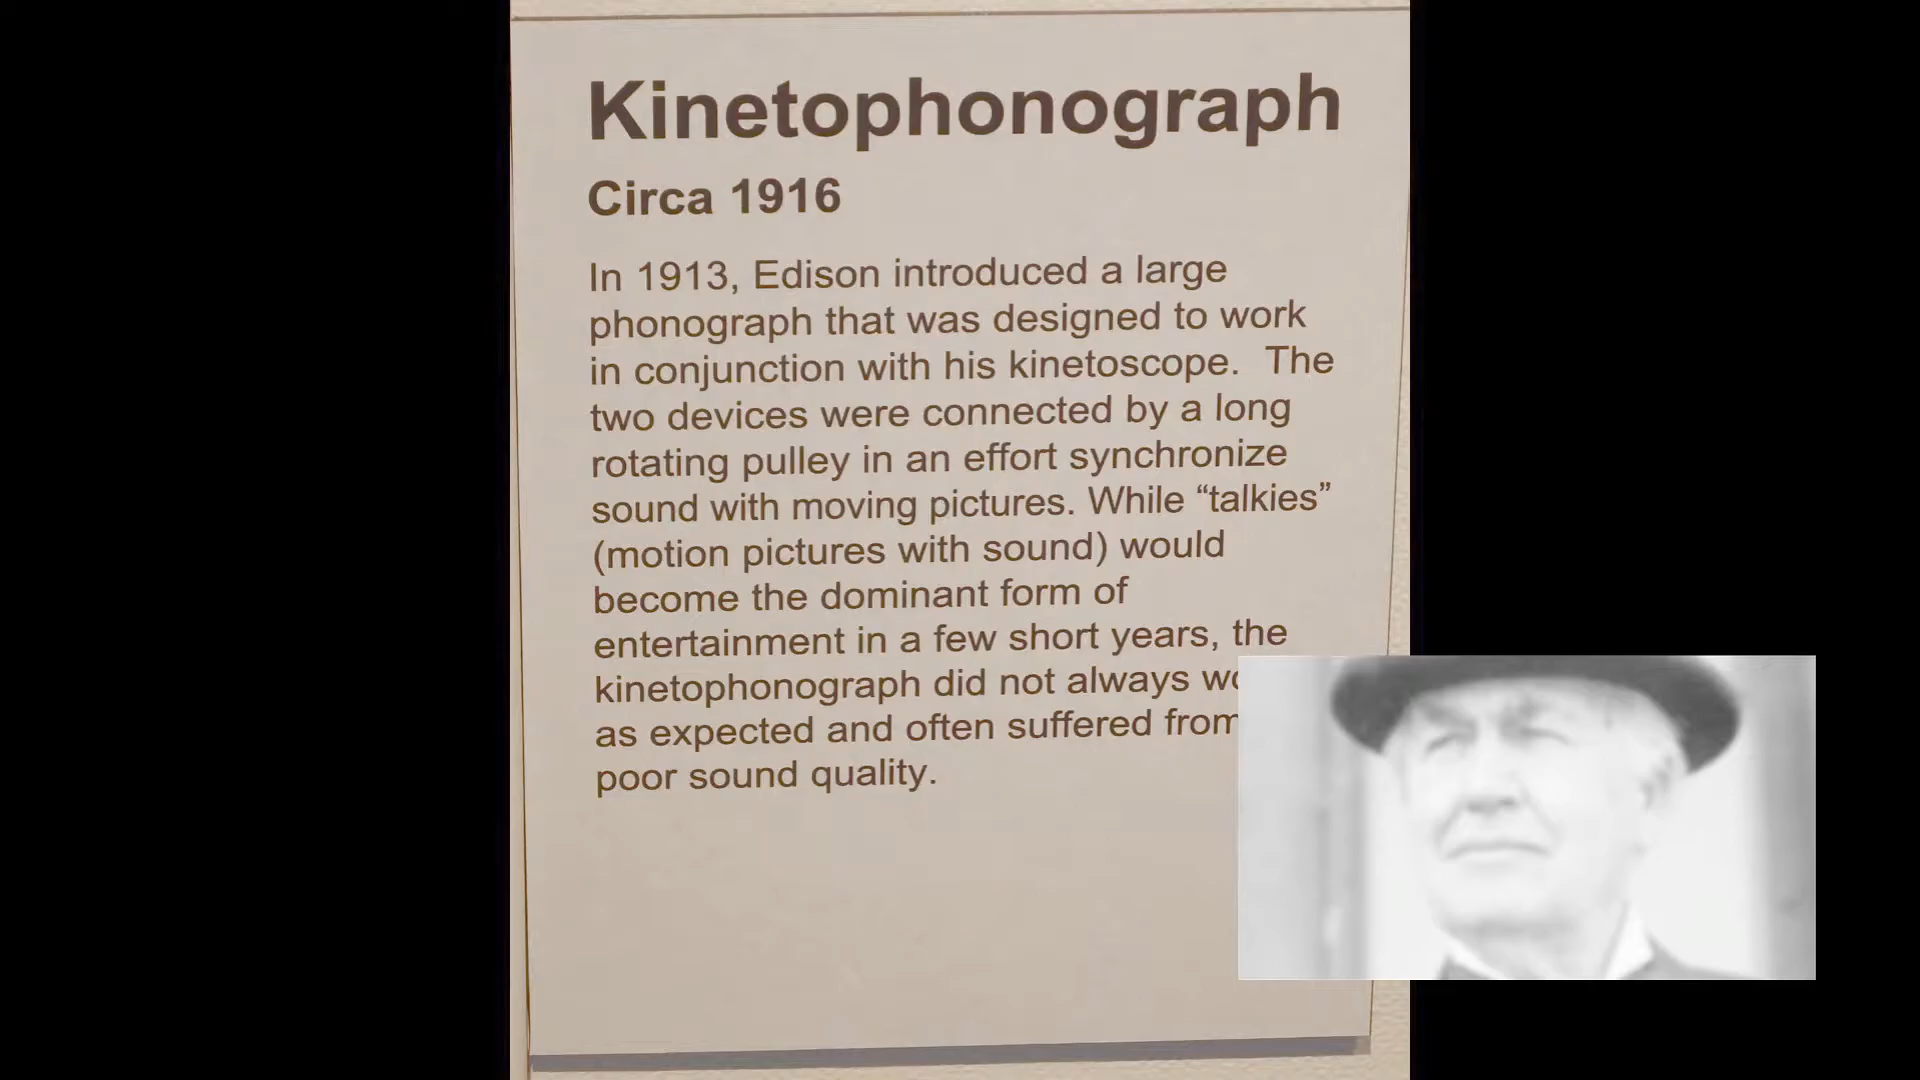 Kinetophonograph
Circa 1916
In 1913, Edison introduced a large
phonograph that was designed to work
in conjunction with his kinetoscope.  The
two devices were connected by a long
rotating pulley in an effort synchronize
sound with moving pictures. While “talkies”
(motion pictures with sound) would
become the dominant form of
entertainment in a few short years, the
kinetophonograph did not always
as expected and often suffered from
poor sound quality.